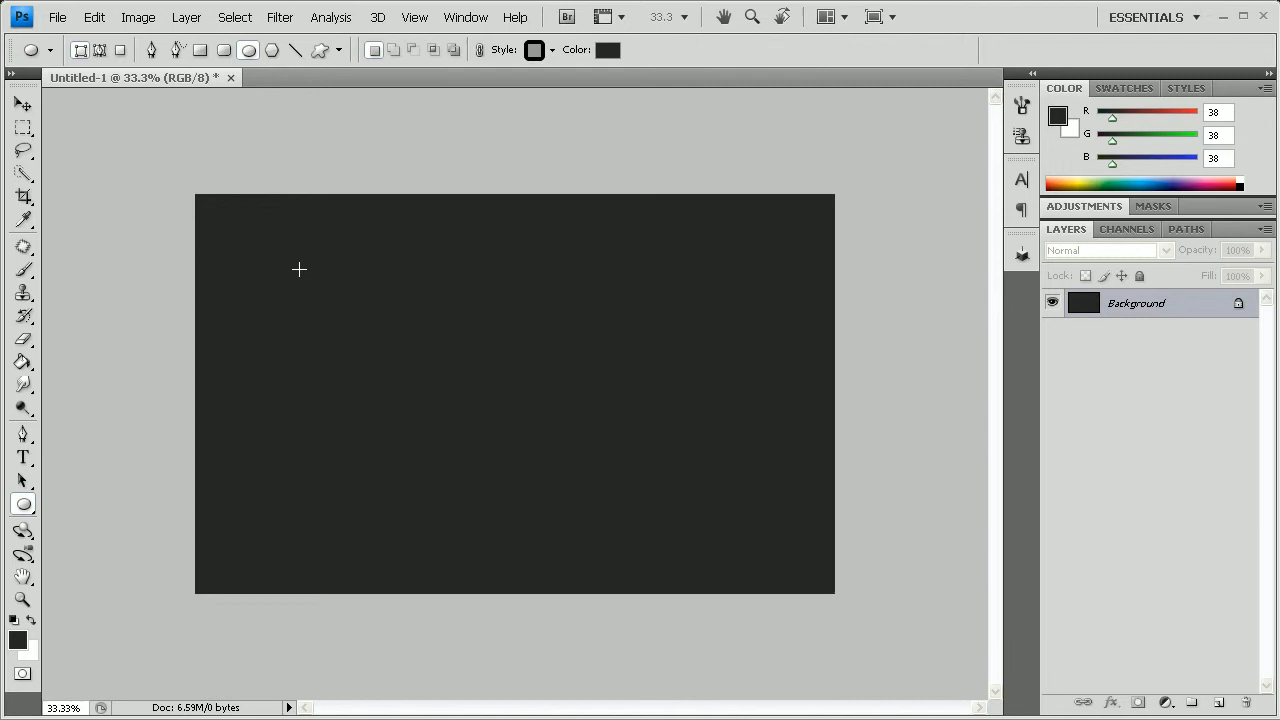 Ps File Edit Image Layer Select Filter Analysis 3D View Window Help Br 33.3 ESSENTIALS
Style: Color:
Untitled-1 @ 33.3% (RGB/8) *
COLOR SWATCHES STYLES
R 38
G 38
B 38
A
ADJUSTMENTS MASKS
LAYERS CHANNELS PATHS
Normal Opacity: 100%
Lock: Fill: 100%
Background
T
33.33% Doc: 6.59M/0 bytes fx